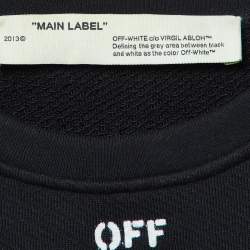 "MAIN LABEL"
2013©
OFF-WHITE c/o VIRGIL ABLOH™
Defining the grey area between black
and white as the color Off-White™
OFF